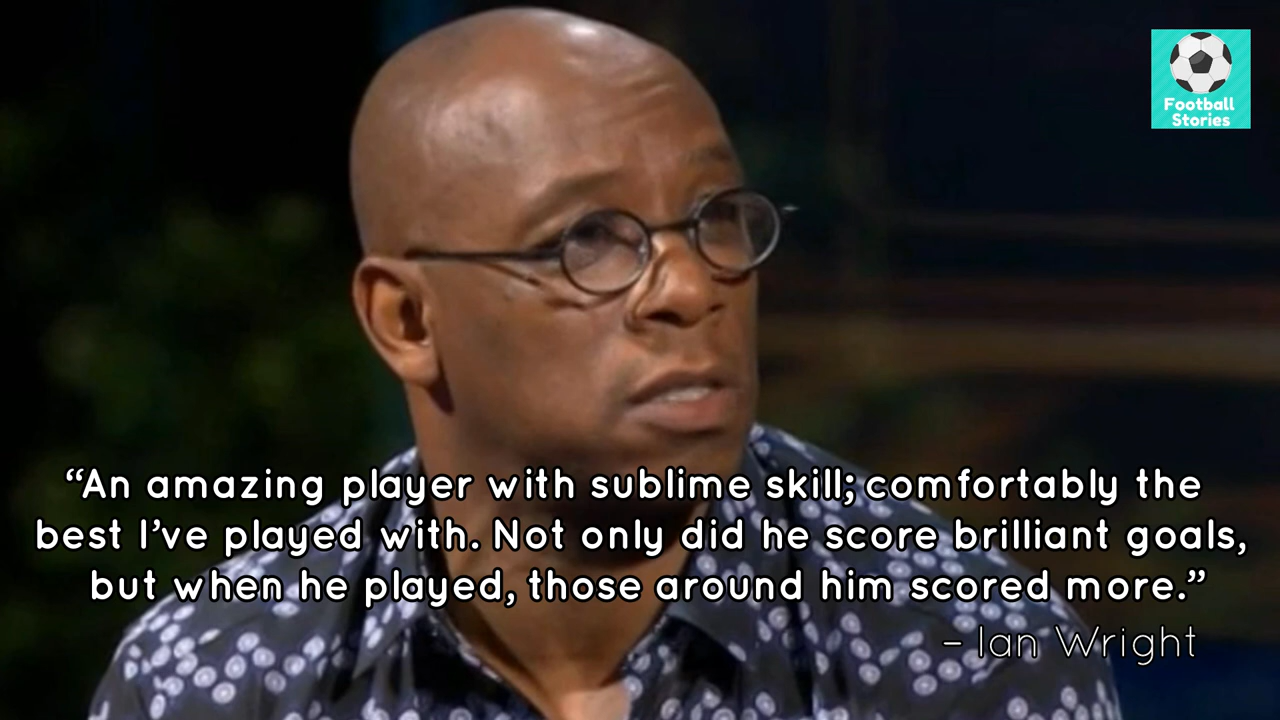 Football
Stories
“An amazing player with sublime skill; comfortably the
best I’ve played with. Not only did he score brilliant goals,
but when he played, those around him scored more.”
– Ian Wright